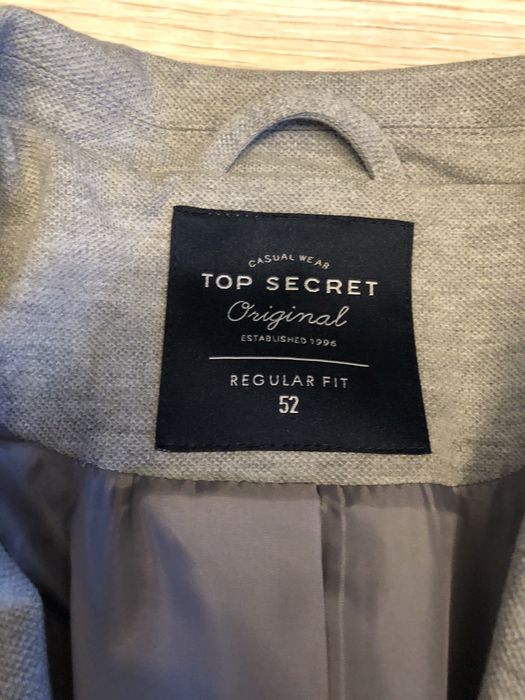 CASUAL WEAR
TOP SECRET
Original
ESTABLISHED 1996
REGULAR FIT
52